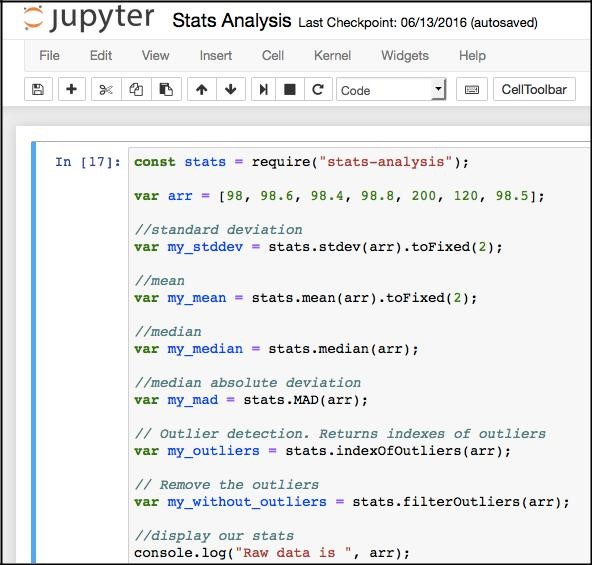 jupyter Stats Analysis Last Checkpoint: 06/13/2016 (autosaved)
File Edit View Insert Cell Kernel Widgets Help
Code CellToolbar
In [17]: const stats = require("stats-analysis");
var arr = [98, 98.6, 98.4, 98.8, 200, 120, 98.5];
//standard deviation
var my_stddev = stats.stdev(arr).toFixed(2);
//mean
var my_mean = stats.mean(arr).toFixed(2);
//median
var my_median = stats.median(arr);
//median absolute deviation
var my_mad = stats.MAD(arr);
// Outlier detection. Returns indexes of outliers
var my_outliers = stats.indexOfOutliers(arr);
// Remove the outliers
var my_without_outliers = stats.filterOutliers(arr);
//display our stats
console.log("Raw data is ", arr);